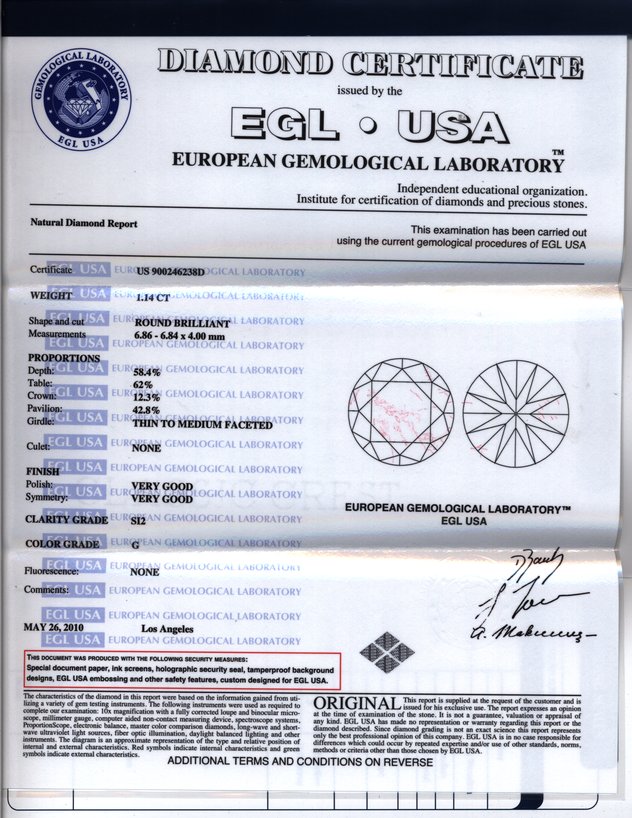 GEMOLOGICAL LABORATORY
EGL USA
DIAMOND CERTIFICATE
issued by the
EGL • USA
EUROPEAN GEMOLOGICAL LABORATORY™
Independent educational organization.
Institute for certification of diamonds and precious stones.
Natural Diamond Report
This examination has been carried out
using the current gemological procedures of EGL USA
Certificate US 900246238D
WEIGHT 1.14 CT
Shape and cut ROUND BRILLIANT
Measurements 6.86 - 6.84 x 4.00 mm
PROPORTIONS
Depth: 58.4%
Table: 62%
Crown: 12.3%
Pavilion: 42.8%
Girdle: THIN TO MEDIUM FACETED
Culet: NONE
FINISH
Polish: VERY GOOD
Symmetry: VERY GOOD
CLARITY GRADE SI2
COLOR GRADE G
Fluorescence: NONE
Comments:
MAY 26, 2010 Los Angeles
EGL USA EUROPEAN GEMOLOGICAL LABORATORY
EUROPEAN GEMOLOGICAL LABORATORY™
EGL USA
THIS DOCUMENT WAS PRODUCED WITH THE FOLLOWING SECURITY MEASURES:
Special document paper, ink screens, holographic security seal, tamperproof background
designs, EGL USA embossing and other safety features, custom designed for EGL USA.
The characteristics of the diamond in this report were based on the information gained from uti-
lizing a variety of gem testing instruments. The following instruments were used as required to
complete our examination: 10x magnification with a fully corrected loupe and binocular micro-
scope, millimeter gauge, computer aided non-contact measuring device, spectroscope systems,
ProportionScope, electronic balance, master color comparison diamonds, long-wave and short-
wave ultraviolet light sources, fiber optic illumination, daylight balanced lighting and other
instruments. The diagram is an approximate representation of the type and relative position of
internal and external characteristics. Red symbols indicate internal characteristics and green
symbols indicate external characteristics.
ORIGINAL This report is supplied at the request of the customer and is
issued for his exclusive use. The report expresses an opinion
at the time of examination of the stone. It is not a guarantee, valuation or appraisal of
any kind. EGL USA has made no representation or warranty regarding this report or the
diamond described. Since diamond grading is not an exact science this report represents
only the best professional opinion of this company. EGL USA is in no case responsible for
differences which could occur by repeated expertise and/or use of other standards, norms,
methods or criteria other than those chosen by EGL USA.
ADDITIONAL TERMS AND CONDITIONS ON REVERSE